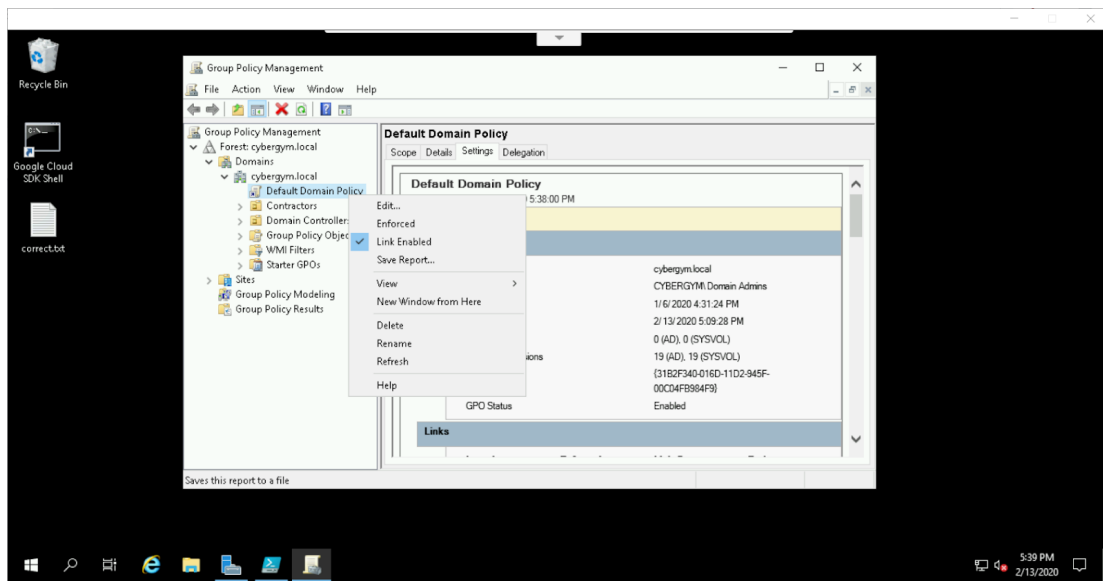 Recycle Bin
Google Cloud
SDK Shell
correct.txt
Group Policy Management
File Action View Window Help
Group Policy Management
Forest: cybergym.local
Domains
cybergym.local
Default Domain Policy
Contractors
Domain Controller
Group Policy Objec
WMI Filters
Starter GPOs
Sites
Group Policy Modeling
Group Policy Results
Edit...
Enforced
Link Enabled
Save Report...
View
New Window from Here
Delete
Rename
Refresh
Help
Default Domain Policy
Scope Details Settings Delegation
Default Domain Policy
5:38:00 PM
cybergym.local
CYBERGYM\Domain Admins
1/6/2020 4:31:24 PM
2/13/2020 5:09:28 PM
0 (AD), 0 (SYSVOL)
ions 19 (AD), 19 (SYSVOL)
{31B2F340-016D-11D2-945F-
00C04FB984F9}
GPO Status Enabled
Links
Saves this report to a file
5:39 PM
2/13/2020